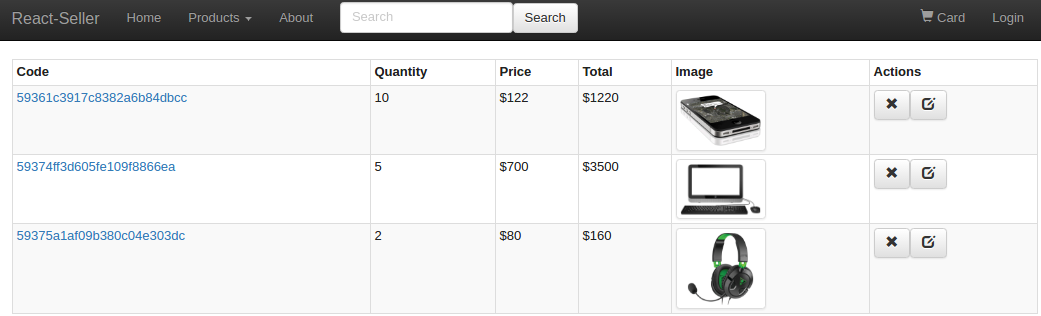 React-Seller Home Products About Search Search Card Login
Code Quantity Price Total Image Actions
59361c3917c8382a6b84dbcc 10 $122 $1220
59374ff3d605fe109f8866ea 5 $700 $3500
59375a1af09b380c04e303dc 2 $80 $160